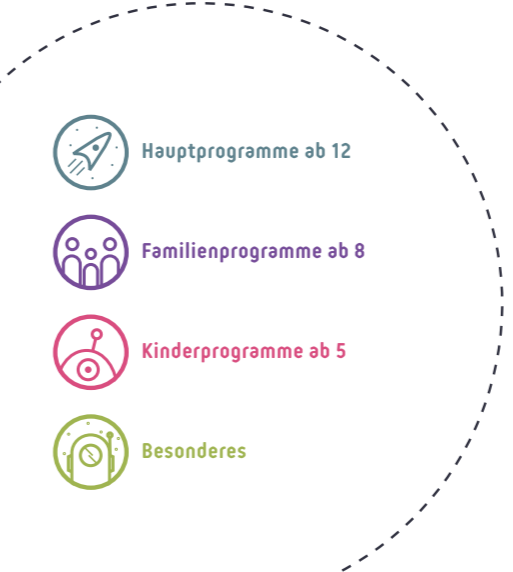 Hauptprogramme ab 12
Familienprogramme ab 8
Kinderprogramme ab 5
Besonderes